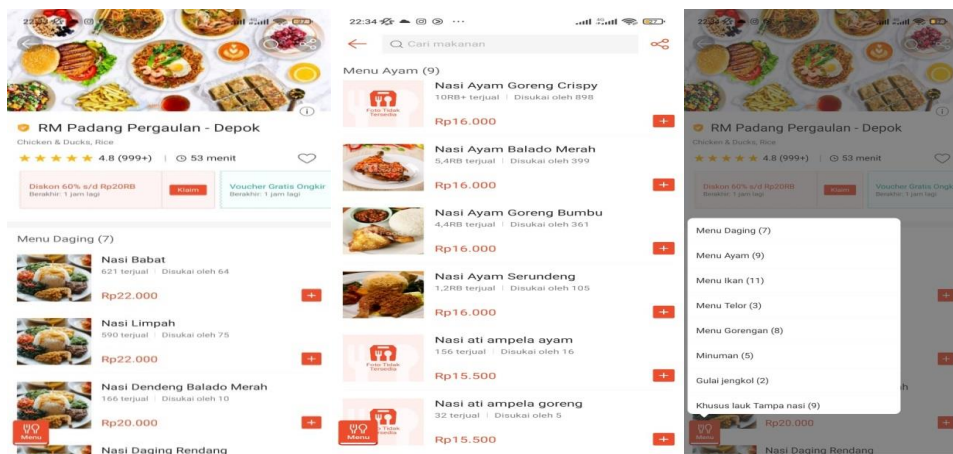 RM Padang Pergaulan - Depok
Chicken & Ducks, Rice
4.8 (999+) | 53 menit
Diskon 60% s/d Rp20RB
Berakhir: 1 jam lagi
Klaim
Voucher Gratis Ongkir
Berakhir: 1 jam lagi
Menu Daging (7)
Nasi Babat
621 terjual | Disukai oleh 64
Rp22.000
Nasi Limpah
590 terjual | Disukai oleh 75
Rp22.000
Nasi Dendeng Balado Merah
166 terjual | Disukai oleh 10
Rp20.000
Menu
Nasi Daging Rendang
22:34
Cari makanan
Menu Ayam (9)
Foto Tidak
Tersedia
Nasi Ayam Goreng Crispy
10RB+ terjual | Disukai oleh 898
Rp16.000
Nasi Ayam Balado Merah
5,4RB terjual | Disukai oleh 399
Rp16.000
Nasi Ayam Goreng Bumbu
4,4RB terjual | Disukai oleh 361
Rp16.000
Nasi Ayam Serundeng
1,2RB terjual | Disukai oleh 105
Rp16.000
Foto Tidak
Tersedia
Nasi ati ampela ayam
156 terjual | Disukai oleh 16
Rp15.500
Nasi ati ampela goreng
32 terjual | Disukai oleh 5
Rp15.500
Menu
RM Padang Pergaulan - Depok
Chicken & Ducks, Rice
4.8 (999+) | 53 menit
Diskon 60% s/d Rp20RB
Berakhir: 1 jam lagi
Klaim
Voucher Gratis Ongk
Berakhir: 1 jam lagi
Menu Daging (7)
Menu Ayam (9)
Menu Ikan (11)
Menu Telor (3)
Menu Gorengan (8)
Minuman (5)
Gulai jengkol (2)
Khusus lauk Tampa nasi (9)
Rp20.000
Menu
Nasi Daging Rendang